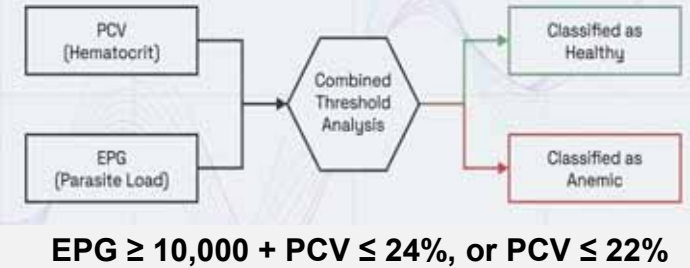 PCV
(Hematocrit)
EPG
(Parasite Load)
Combined
Threshold
Analysis
Classified as
Healthy
Classified as
Anemic
EPG ≥ 10,000 + PCV ≤ 24%, or PCV ≤ 22%